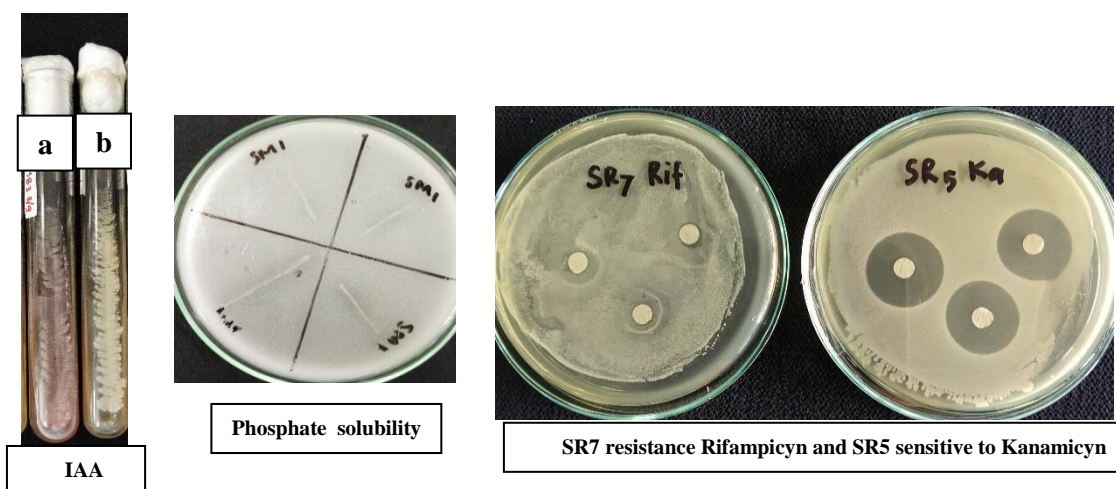 a
b
IAA
SM1
SM1
SM1
Phosphate solubility
SR7 Rif
SR5 Ka
SR7 resistance Rifampicyn and SR5 sensitive to Kanamicyn